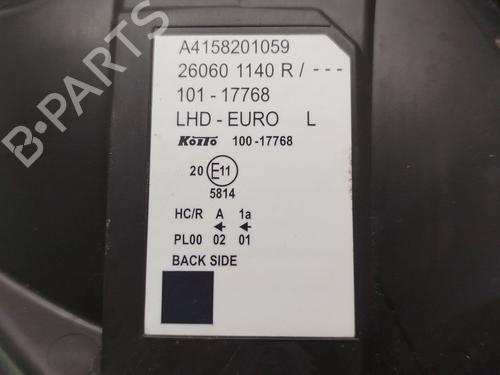 A4158201059
26060 1140 R / - - -
101 - 17768
LHD - EURO L
KOITO 100-17768
20 E11
5814
HC/R A 1a
← ←
PL00 02 01
BACK SIDE
B-PARTS